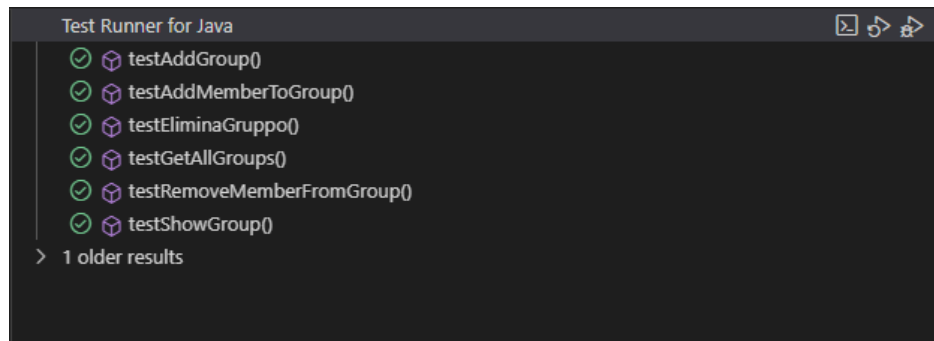 Test Runner for Java
testAddGroup()
testAddMemberToGroup()
testEliminaGruppo()
testGetAllGroups()
testRemoveMemberFromGroup()
testShowGroup()
1 older results